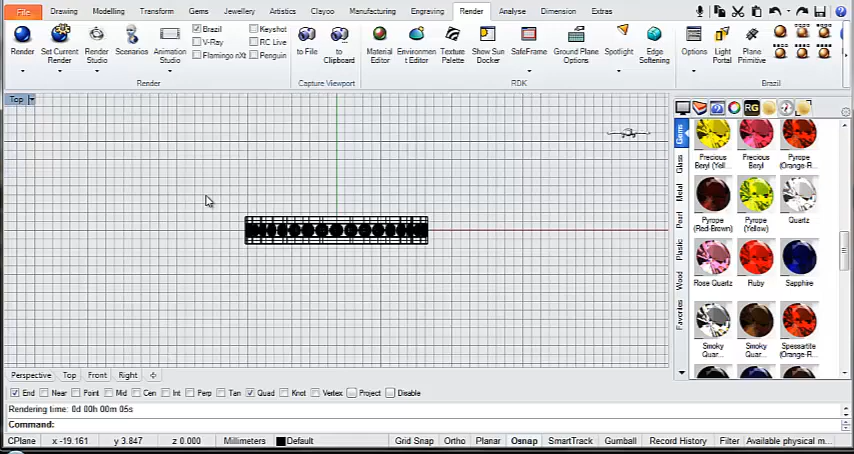 File Drawing Modelling Transform Gems Jewellery Artistics Clayoo Manufacturing Engraving Render Analyse Dimension Extras
Render Set Current Render Render Studio Scenarios Animation Studio
Brazil Keyshot
V-Ray RC Live
Flamingo nXt Penguin
to File to Clipboard
Material Editor Environment Editor Texture Palette Show Sun Docker SafeFrame Ground Plane Options Spotlight Edge Softening
Options Light Portal Plane Primitive
Render Capture Viewport RDK Brazil
Top
RG
Gems
Glass
Metal
Pearl
Plastic
Wood
Favorites
Precious Beryl (Yell... Precious Beryl Pyrope (Orange-R...
Pyrope (Red-Brown) Pyrope (Yellow) Quartz
Rose Quartz Ruby Sapphire
Smoky Quar... Smoky Quar... Spessartite (Orange-R...
Perspective Top Front Right
End Near Point Mid Cen Int Perp Tan Quad Knot Vertex Project Disable
Rendering time: 0d 00h 00m 05s
Command:
CPlane x -19.161 y 3.847 z 0.000 Millimeters Default Grid Snap Ortho Planar Osnap SmartTrack Gumball Record History Filter Available physical m...